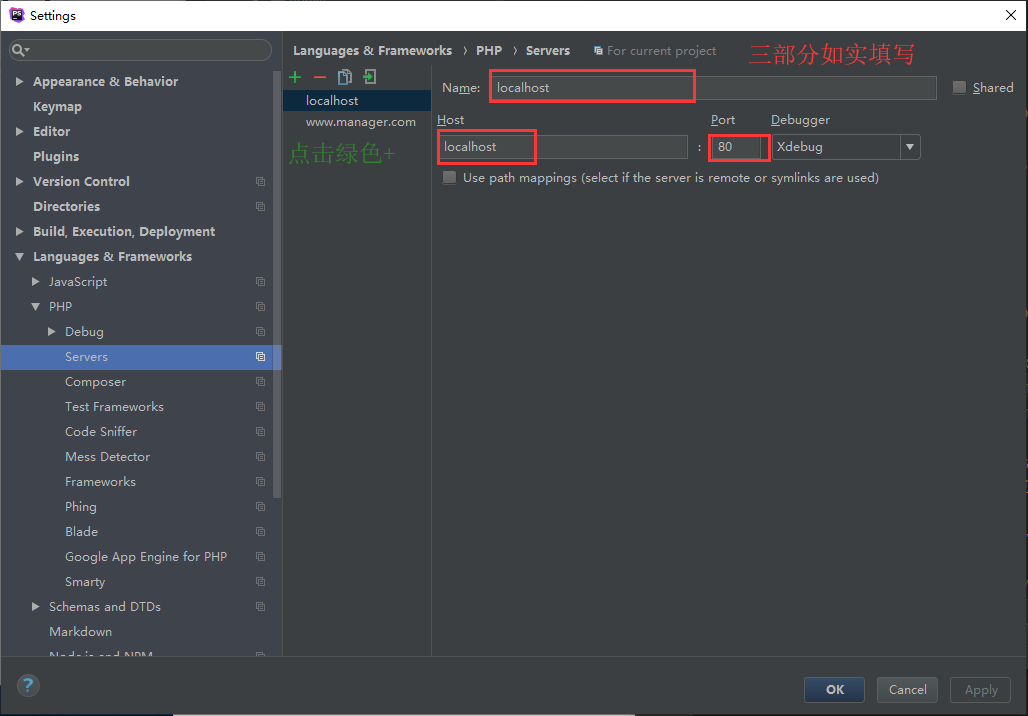 Settings
Languages & Frameworks › PHP › Servers For current project
三部分如实填写
Appearance & Behavior
Keymap
Editor
Plugins
Version Control
Directories
Build, Execution, Deployment
Languages & Frameworks
JavaScript
PHP
Debug
Servers
Composer
Test Frameworks
Code Sniffer
Mess Detector
Frameworks
Phing
Blade
Google App Engine for PHP
Smarty
Schemas and DTDs
Markdown
Node.js and NPM
localhost
www.manager.com
点击绿色+
Name: localhost
Shared
Host Port Debugger
localhost : 80 Xdebug
Use path mappings (select if the server is remote or symlinks are used)
? OK Cancel Apply